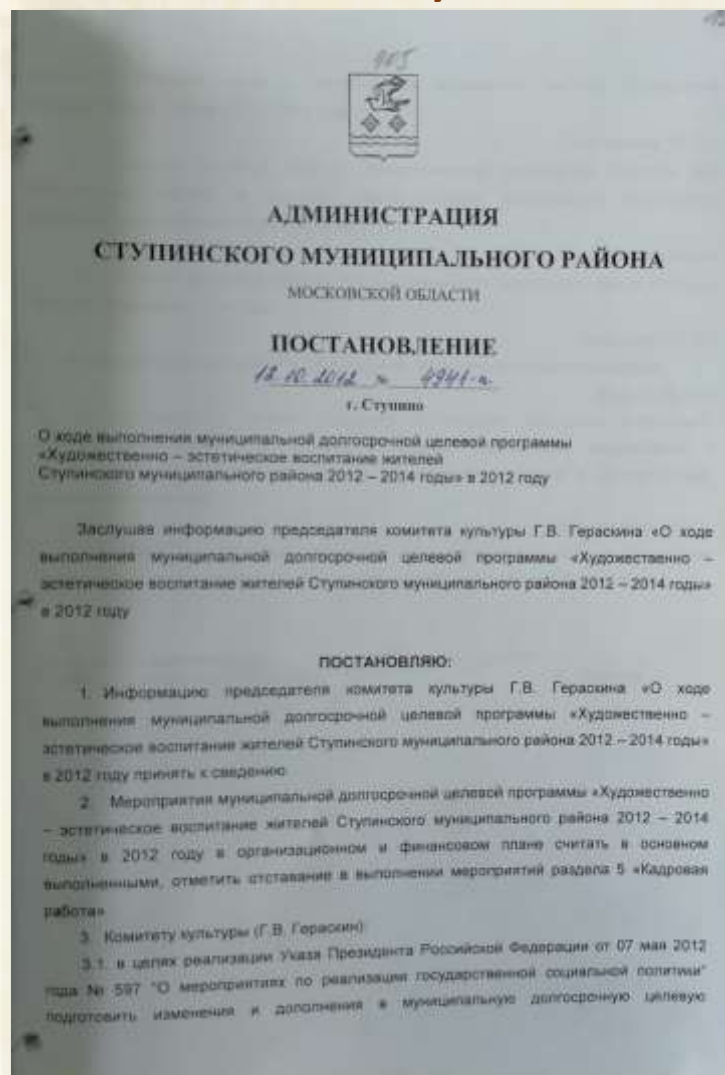 905
АДМИНИСТРАЦИЯ
СТУПИНСКОГО МУНИЦИПАЛЬНОГО РАЙОНА
МОСКОВСКОЙ ОБЛАСТИ
ПОСТАНОВЛЕНИЕ
12.10.2012 № 4941-п
г. Ступино
О ходе выполнения муниципальной долгосрочной целевой программы
«Художественно – эстетическое воспитание жителей
Ступинского муниципального района 2012 – 2014 годы» в 2012 году
Заслушав информацию председателя комитета культуры Г.В. Гераскина «О ходе
выполнения муниципальной долгосрочной целевой программы «Художественно –
эстетическое воспитание жителей Ступинского муниципального района 2012 – 2014 годы»
в 2012 году
ПОСТАНОВЛЯЮ:
1. Информацию председателя комитета культуры Г.В. Гераскина «О ходе
выполнения муниципальной долгосрочной целевой программы «Художественно –
эстетическое воспитание жителей Ступинского муниципального района 2012 – 2014 годы»
в 2012 году принять к сведению.
2. Мероприятия муниципальной долгосрочной целевой программы «Художественно
– эстетическое воспитание жителей Ступинского муниципального района 2012 – 2014
годы» в 2012 году в организационном и финансовом плане считать в основном
выполненными, отметить отставание в выполнении мероприятий раздела 5 «Кадровая
работа»
3. Комитету культуры (Г.В. Гераскин):
3.1. в целях реализации Указа Президента Российской Федерации от 07 мая 2012
года № 597 "О мероприятиях по реализации государственной социальной политики"
подготовить изменения и дополнения в муниципальную долгосрочную целевую